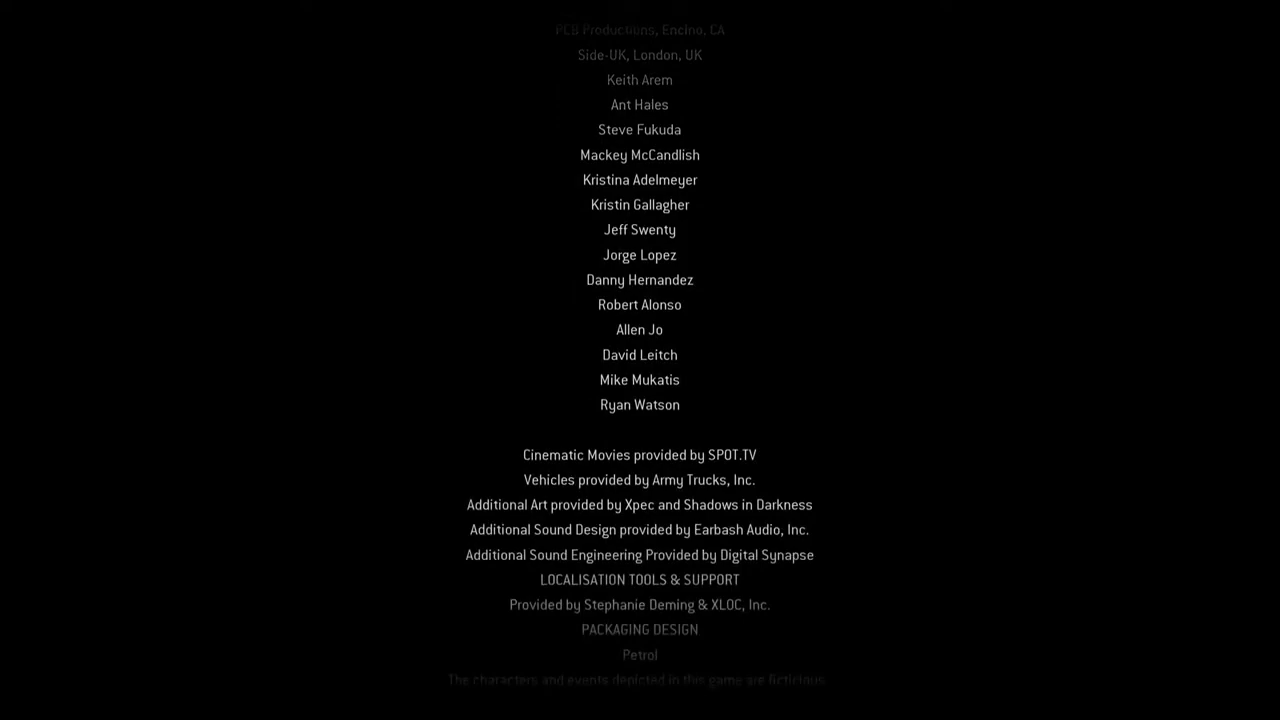 PCB Productions, Encino, CA
Side-UK, London, UK
Keith Arem
Ant Hales
Steve Fukuda
Mackey McCandlish
Kristina Adelmeyer
Kristin Gallagher
Jeff Swenty
Jorge Lopez
Danny Hernandez
Robert Alonso
Allen Jo
David Leitch
Mike Mukatis
Ryan Watson
Cinematic Movies provided by SPOT.TV
Vehicles provided by Army Trucks, Inc.
Additional Art provided by Xpec and Shadows in Darkness
Additional Sound Design provided by Earbash Audio, Inc.
Additional Sound Engineering Provided by Digital Synapse
LOCALISATION TOOLS & SUPPORT
Provided by Stephanie Deming & XLOC, Inc.
PACKAGING DESIGN
Petrol
The characters and events depicted in this game are fictitious.